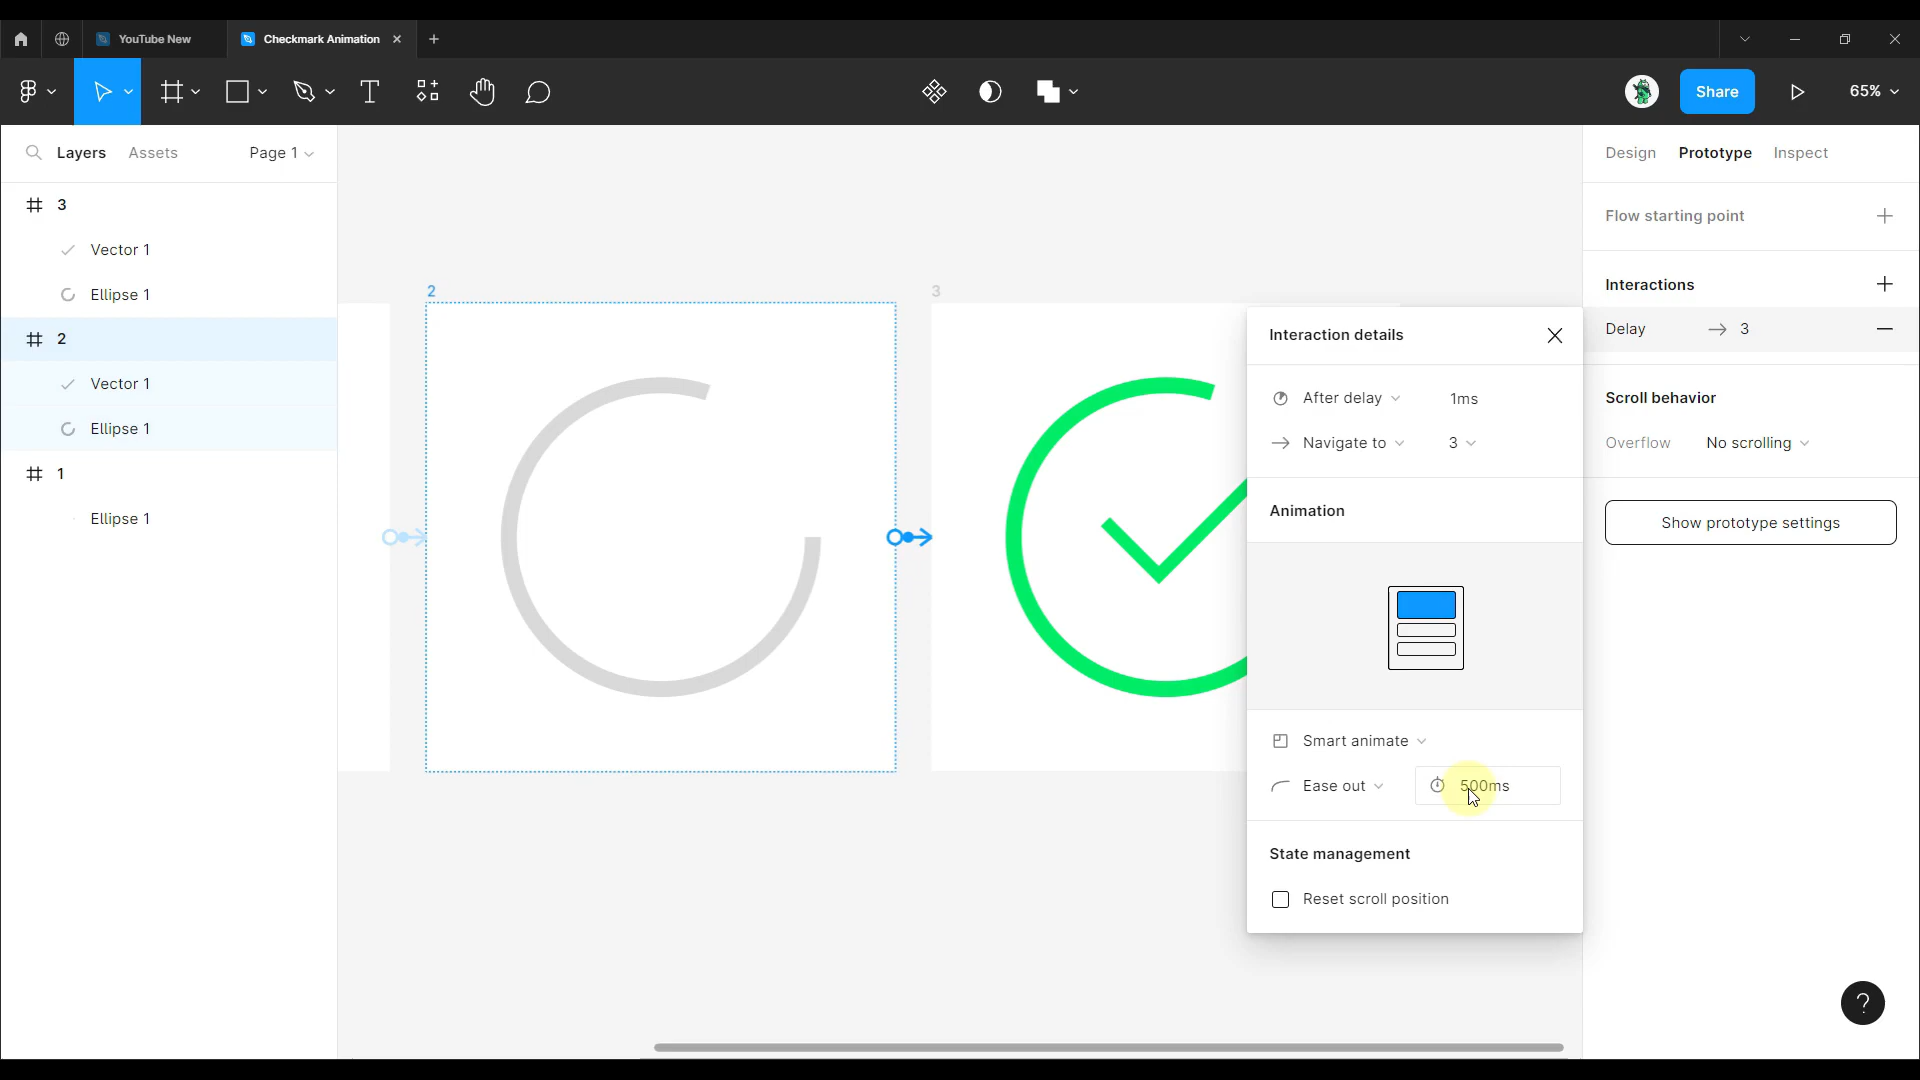 YouTube New
Checkmark Animation
Share
65%
Layers
Assets
Page 1
3
Vector 1
Ellipse 1
2
Vector 1
Ellipse 1
1
Ellipse 1
2
3
Interaction details
After delay
1ms
Navigate to
3
Animation
Smart animate
Ease out
500ms
State management
Reset scroll position
Design
Prototype
Inspect
Flow starting point
Interactions
Delay
3
Scroll behavior
Overflow
No scrolling
Show prototype settings
?